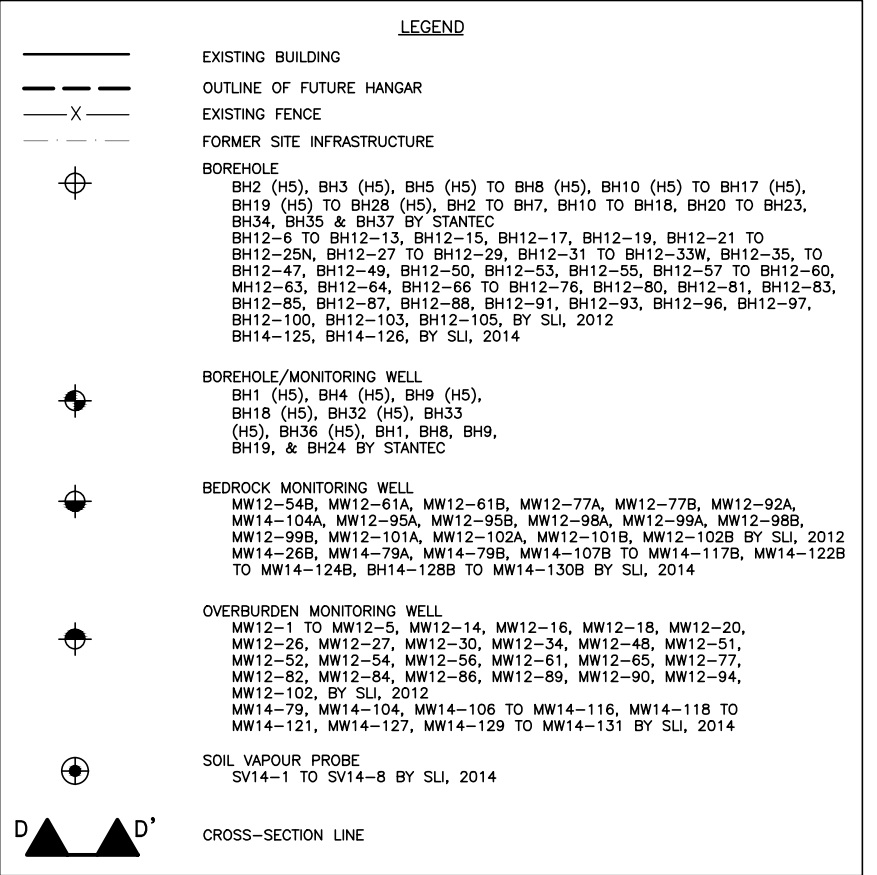 LEGEND
EXISTING BUILDING
OUTLINE OF FUTURE HANGAR
X EXISTING FENCE
FORMER SITE INFRASTRUCTURE
BOREHOLE
BH2 (H5), BH3 (H5), BH5 (H5) TO BH8 (H5), BH10 (H5) TO BH17 (H5),
BH19 (H5) TO BH28 (H5), BH2 TO BH7, BH10 TO BH18, BH20 TO BH23,
BH34, BH35 & BH37 BY STANTEC
BH12-6 TO BH12-13, BH12-15, BH12-17, BH12-19, BH12-21 TO
BH12-25N, BH12-27 TO BH12-29, BH12-31 TO BH12-33W, BH12-35, TO
BH12-47, BH12-49, BH12-50, BH12-53, BH12-55, BH12-57 TO BH12-60,
MH12-63, BH12-64, BH12-66 TO BH12-76, BH12-80, BH12-81, BH12-83,
BH12-85, BH12-87, BH12-88, BH12-91, BH12-93, BH12-96, BH12-97,
BH12-100, BH12-103, BH12-105, BY SLI, 2012
BH14-125, BH14-126, BY SLI, 2014
BOREHOLE/MONITORING WELL
BH1 (H5), BH4 (H5), BH9 (H5),
BH18 (H5), BH32 (H5), BH33
(H5), BH36 (H5), BH1, BH8, BH9,
BH19, & BH24 BY STANTEC
BEDROCK MONITORING WELL
MW12-54B, MW12-61A, MW12-61B, MW12-77A, MW12-77B, MW12-92A,
MW14-104A, MW12-95A, MW12-95B, MW12-98A, MW12-99A, MW12-98B,
MW12-99B, MW12-101A, MW12-102A, MW12-101B, MW12-102B BY SLI, 2012
MW14-26B, MW14-79A, MW14-79B, MW14-107B TO MW14-117B, MW14-122B
TO MW14-124B, BH14-128B TO MW14-130B BY SLI, 2014
OVERBURDEN MONITORING WELL
MW12-1 TO MW12-5, MW12-14, MW12-16, MW12-18, MW12-20,
MW12-26, MW12-27, MW12-30, MW12-34, MW12-48, MW12-51,
MW12-52, MW12-54, MW12-56, MW12-61, MW12-65, MW12-77,
MW12-82, MW12-84, MW12-86, MW12-89, MW12-90, MW12-94,
MW12-102, BY SLI, 2012
MW14-79, MW14-104, MW14-106 TO MW14-116, MW14-118 TO
MW14-121, MW14-127, MW14-129 TO MW14-131 BY SLI, 2014
SOIL VAPOUR PROBE
SV14-1 TO SV14-8 BY SLI, 2014
D D' CROSS-SECTION LINE